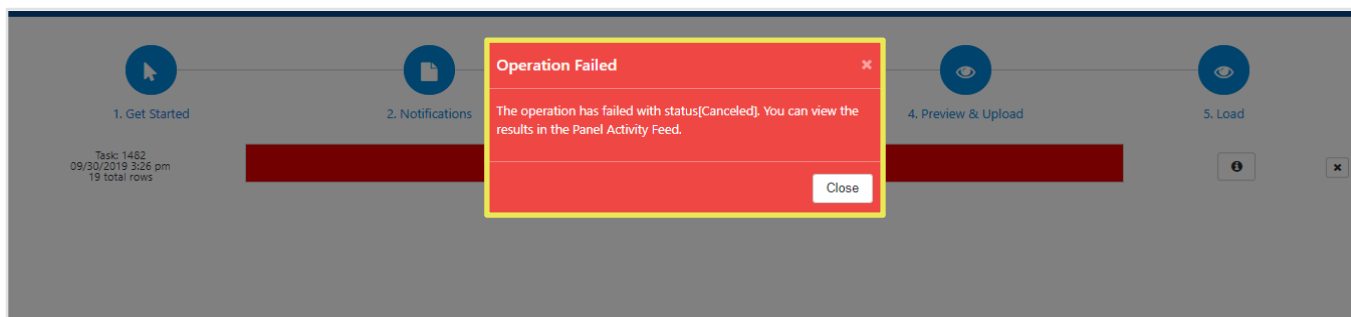 Operation Failed
The operation has failed with status[Canceled]. You can view the
results in the Panel Activity Feed.
Close
1. Get Started
2. Notifications
4. Preview & Upload
5. Load
Task: 1482
09/30/2019 3:26 pm
19 total rows